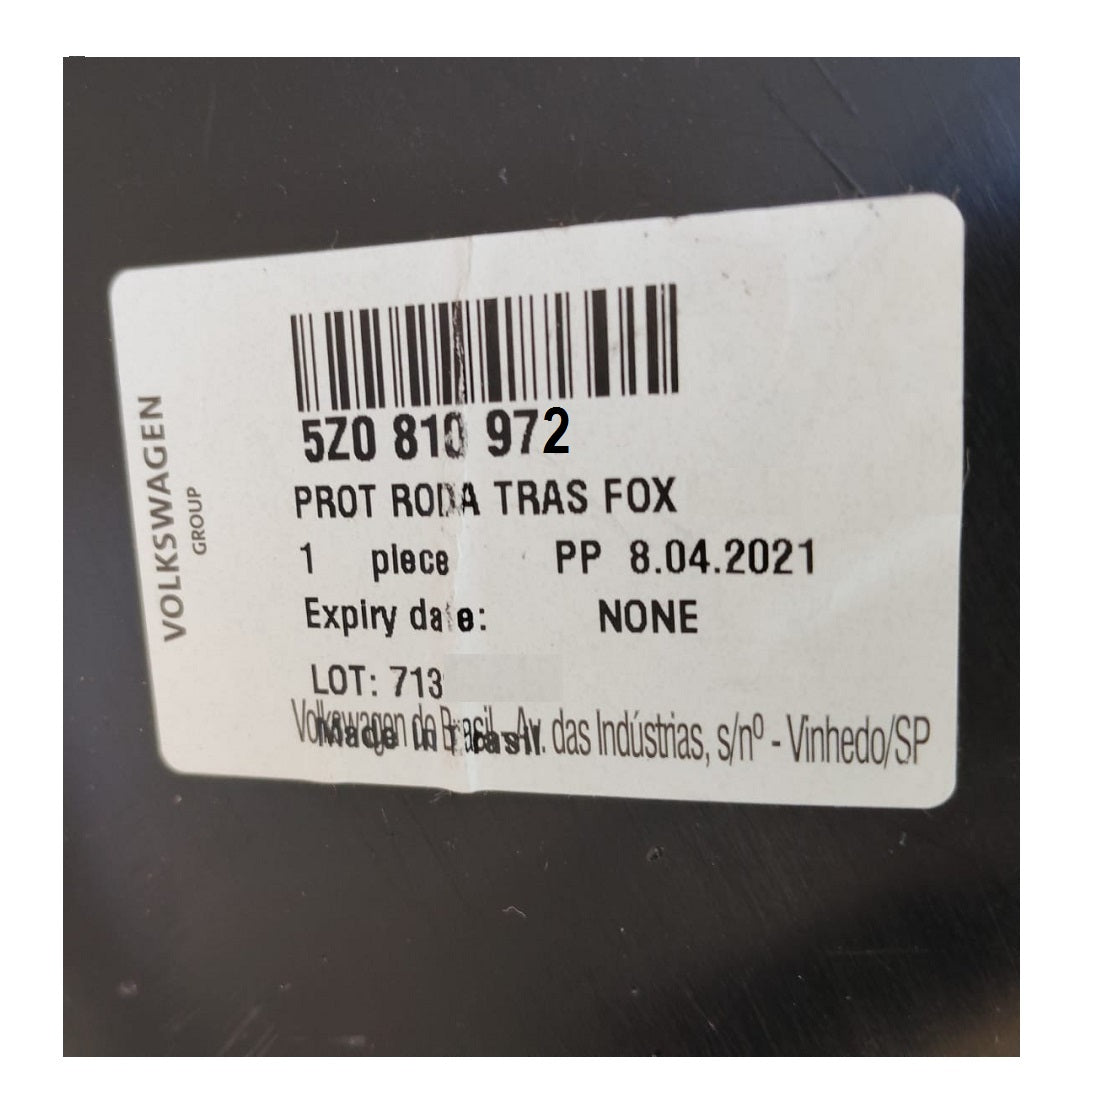 VOLKSWAGEN
GROUP
5Z0 810 972
PROT RODA TRAS FOX
1 piece PP 8.04.2021
Expiry date: NONE
LOT: 713
Volkswagen do Brasil - Av. das Indústrias, s/nº - Vinhedo/SP
Made in Brasil